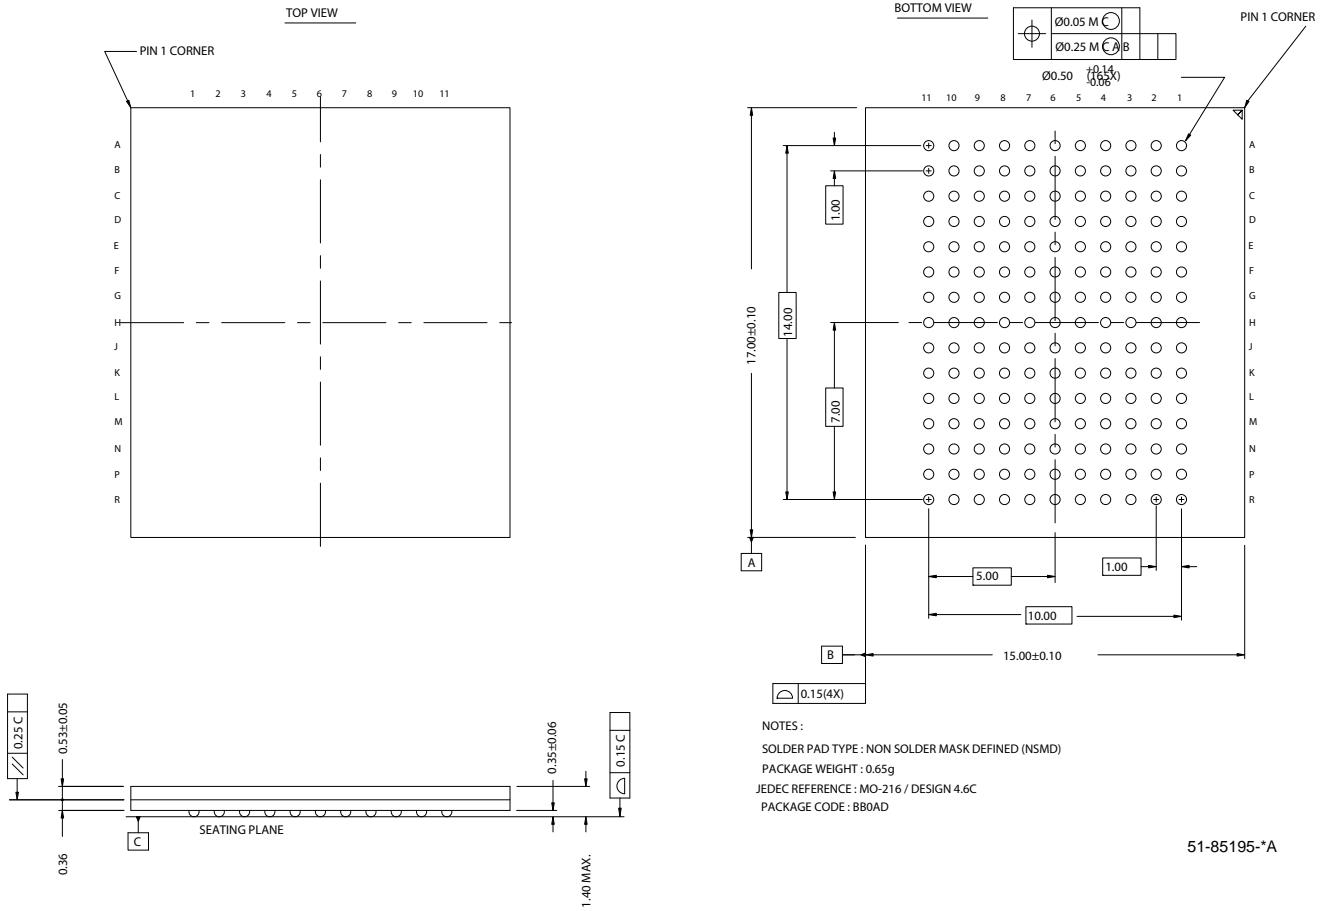 TOP VIEW
PIN 1 CORNER
1 2 3 4 5 6 7 8 9 10 11
A
B
C
D
E
F
G
H
J
K
L
M
N
P
R
BOTTOM VIEW
PIN 1 CORNER
Ø0.05 M C
Ø0.25 M C A B
Ø0.50 +0.14 -0.06 (165X)
11 10 9 8 7 6 5 4 3 2 1
A
B
C
D
E
F
G
H
J
K
L
M
N
P
R
1.00
14.00
17.00±0.10
7.00
A
5.00
1.00
10.00
B
15.00±0.10
0.15(4X)
0.25 C
0.53±0.05
0.36
C
SEATING PLANE
0.35±0.06
0.15 C
1.40 MAX.
NOTES :
SOLDER PAD TYPE : NON SOLDER MASK DEFINED (NSMD)
PACKAGE WEIGHT : 0.65g
JEDEC REFERENCE : MO-216 / DESIGN 4.6C
PACKAGE CODE : BB0AD
51-85195-*A